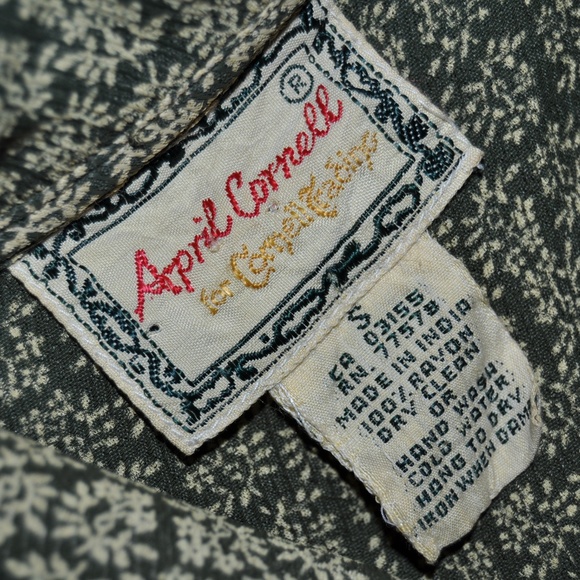 ®
April Cornell
for Cornell Trading
S
CA 03155
RN. 77579
MADE IN INDIA
100% RAYON
DRY CLEAN
OR
HAND WASH.
COLD WATER.
HANG TO DRY.
IRON WHEN DAMP